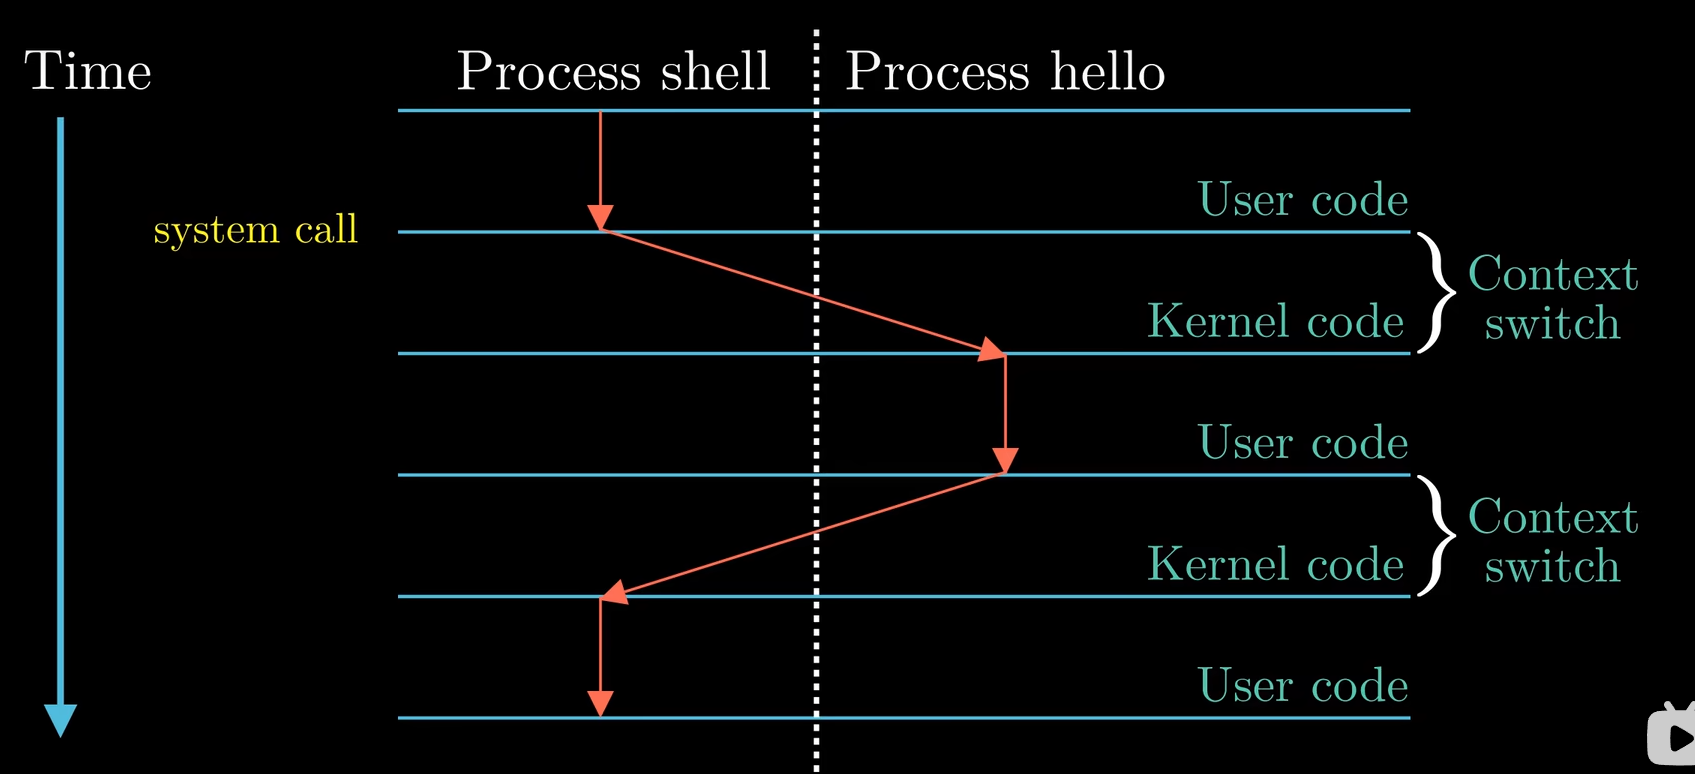 Time
Process shell
Process hello
User code
system call
Context
switch
Kernel code
User code
Context
switch
Kernel code
User code